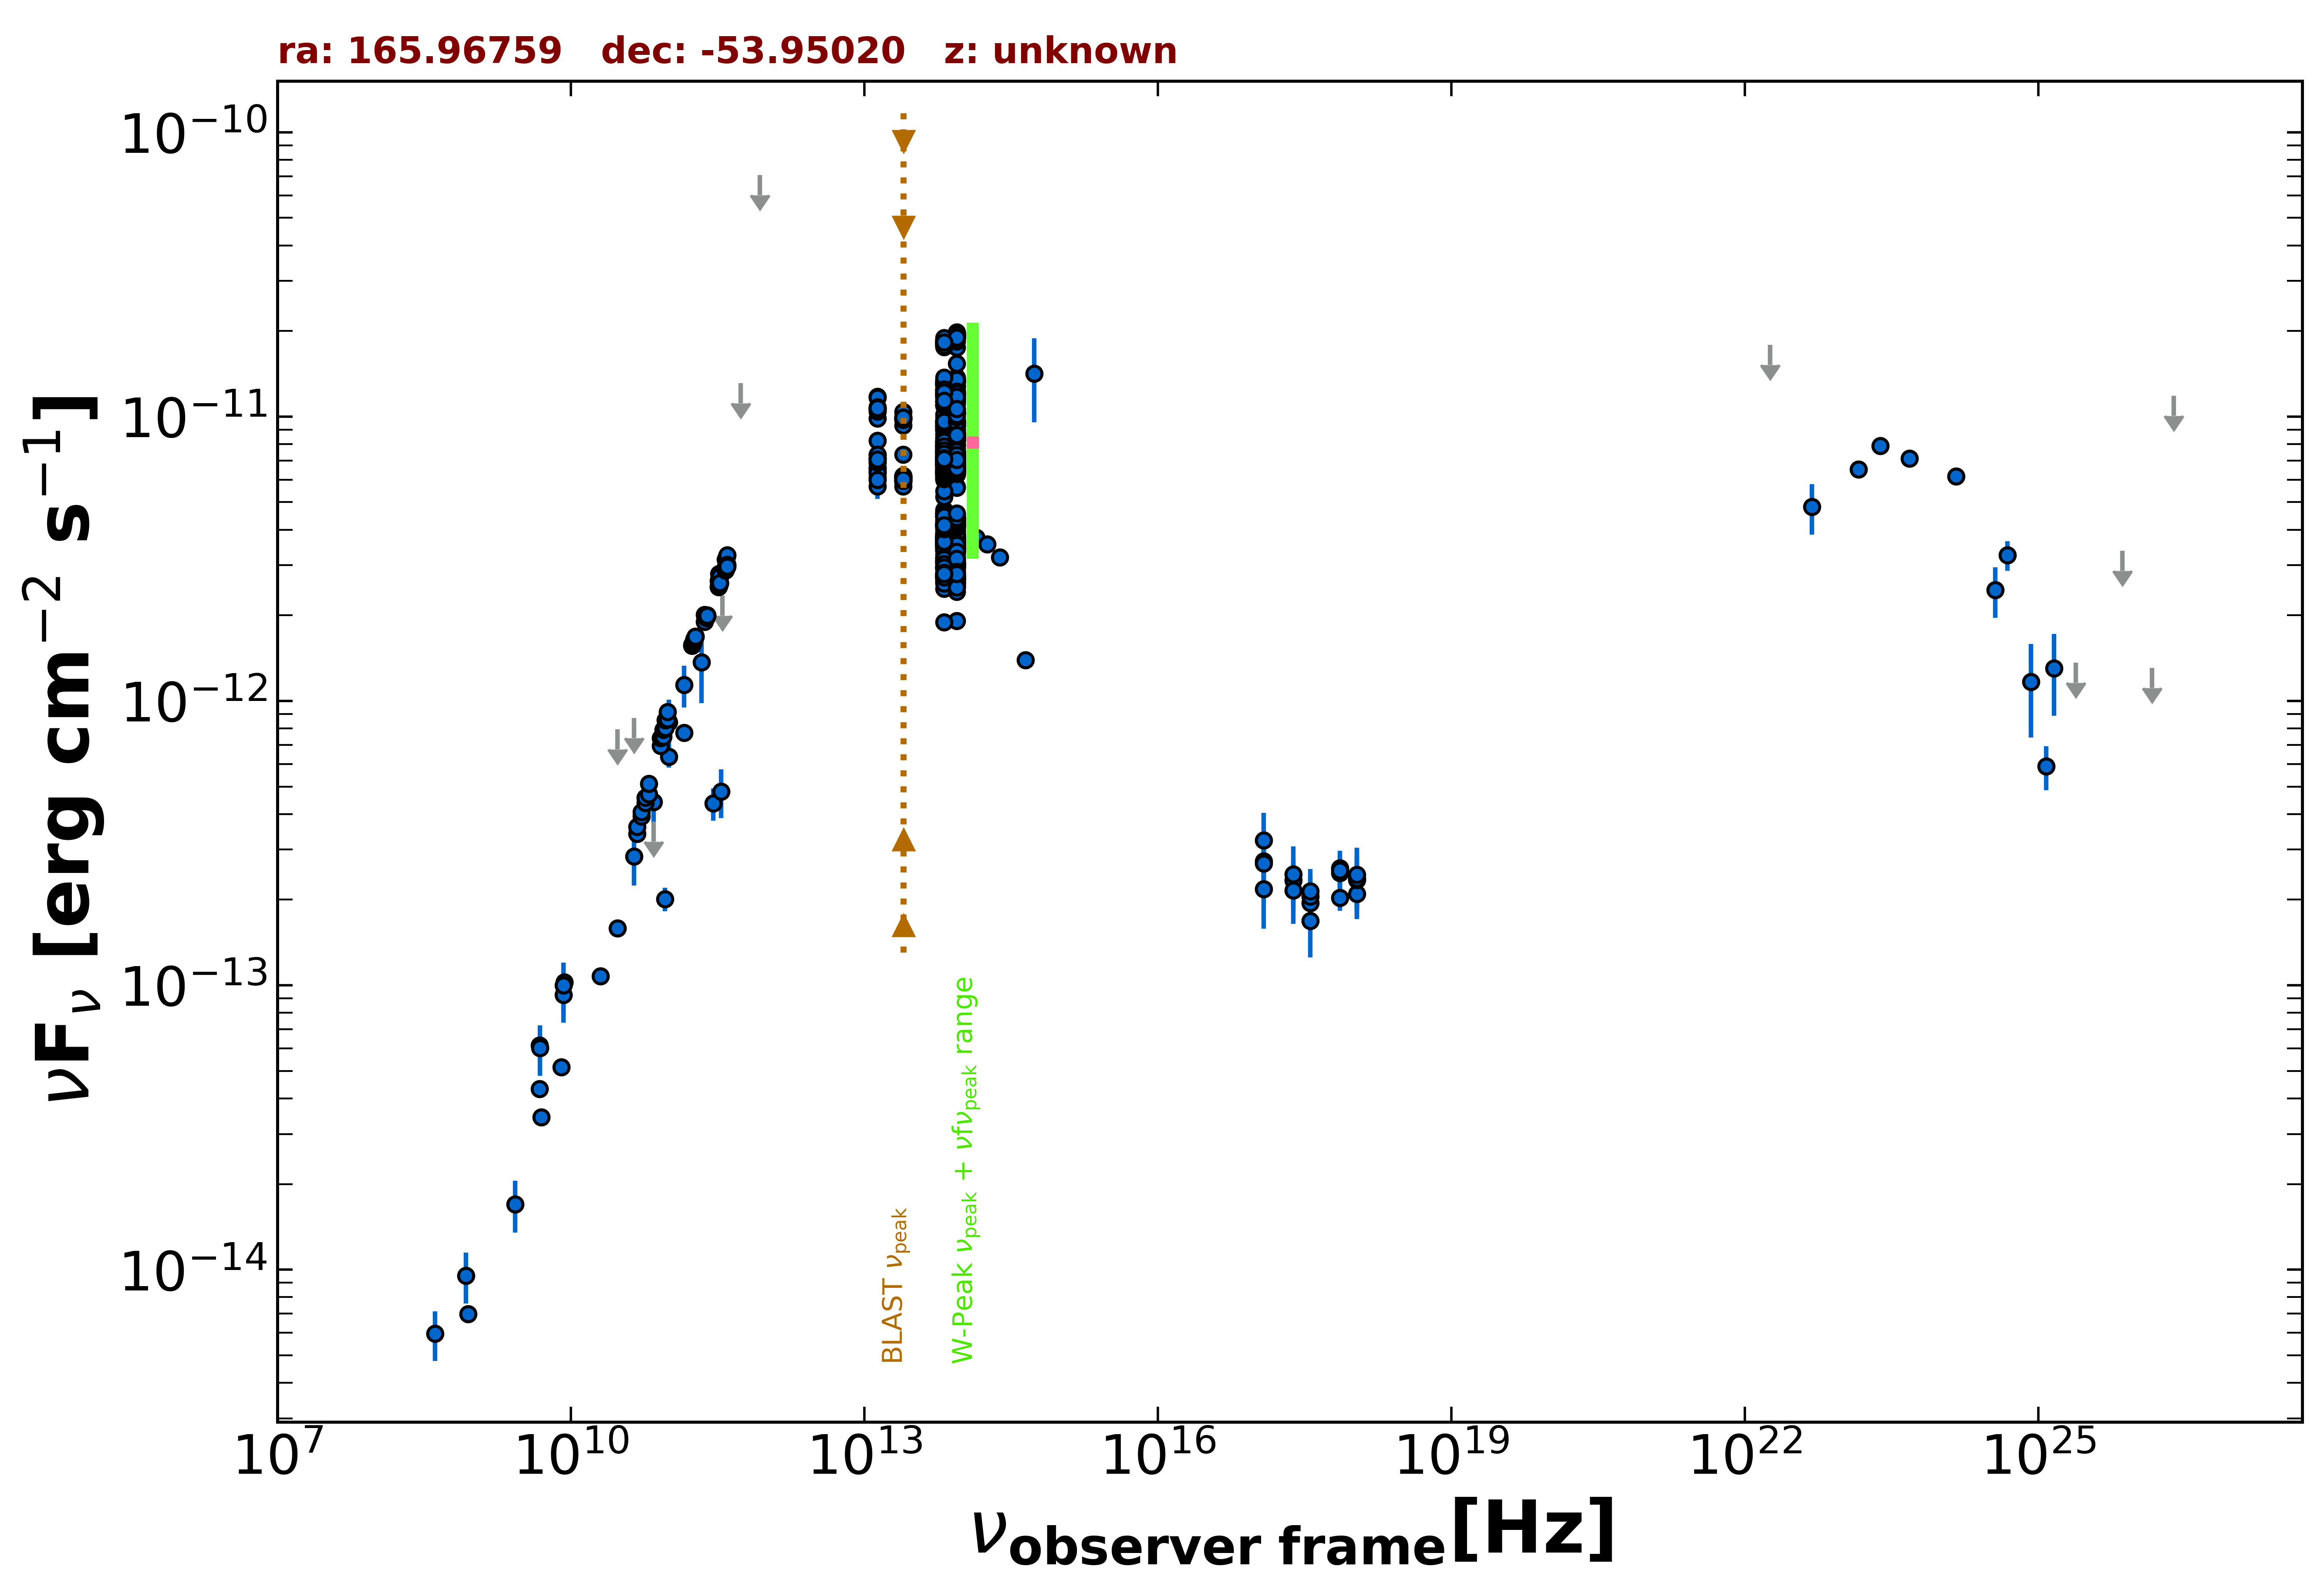 ra: 165.96759 dec: -53.95020 z: unknown
νFν [erg cm⁻² s⁻¹]
10⁻¹⁰
10⁻¹¹
10⁻¹²
10⁻¹³
10⁻¹⁴
BLAST νpeak
W-Peak νpeak + νfνpeak range
10⁷ 10¹⁰ 10¹³ 10¹⁶ 10¹⁹ 10²² 10²⁵
νobserver frame[Hz]